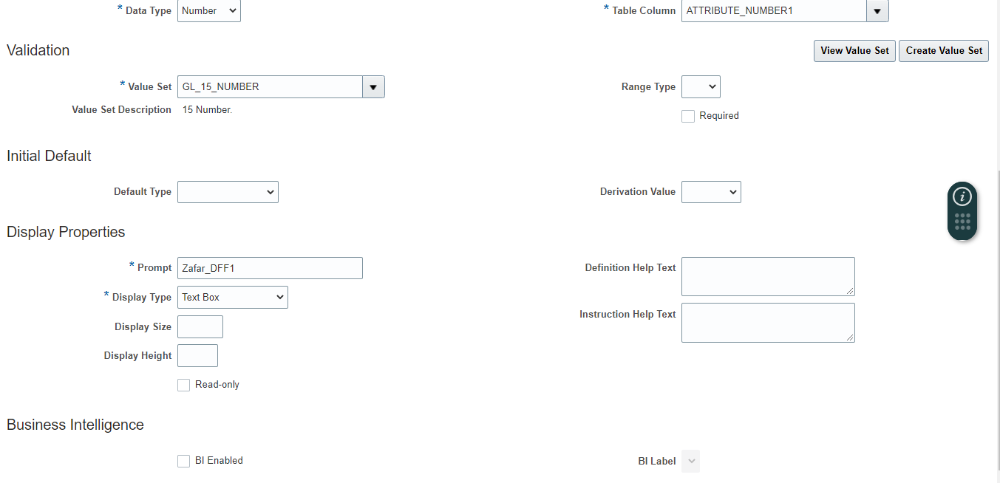 * Data Type Number * Table Column ATTRIBUTE_NUMBER1
Validation View Value Set Create Value Set
* Value Set GL_15_NUMBER Range Type
Value Set Description 15 Number. Required
Initial Default
Default Type Derivation Value
Display Properties
* Prompt Zafar_DFF1 Definition Help Text
* Display Type Text Box
Instruction Help Text
Display Size
Display Height
Read-only
Business Intelligence
BI Enabled BI Label